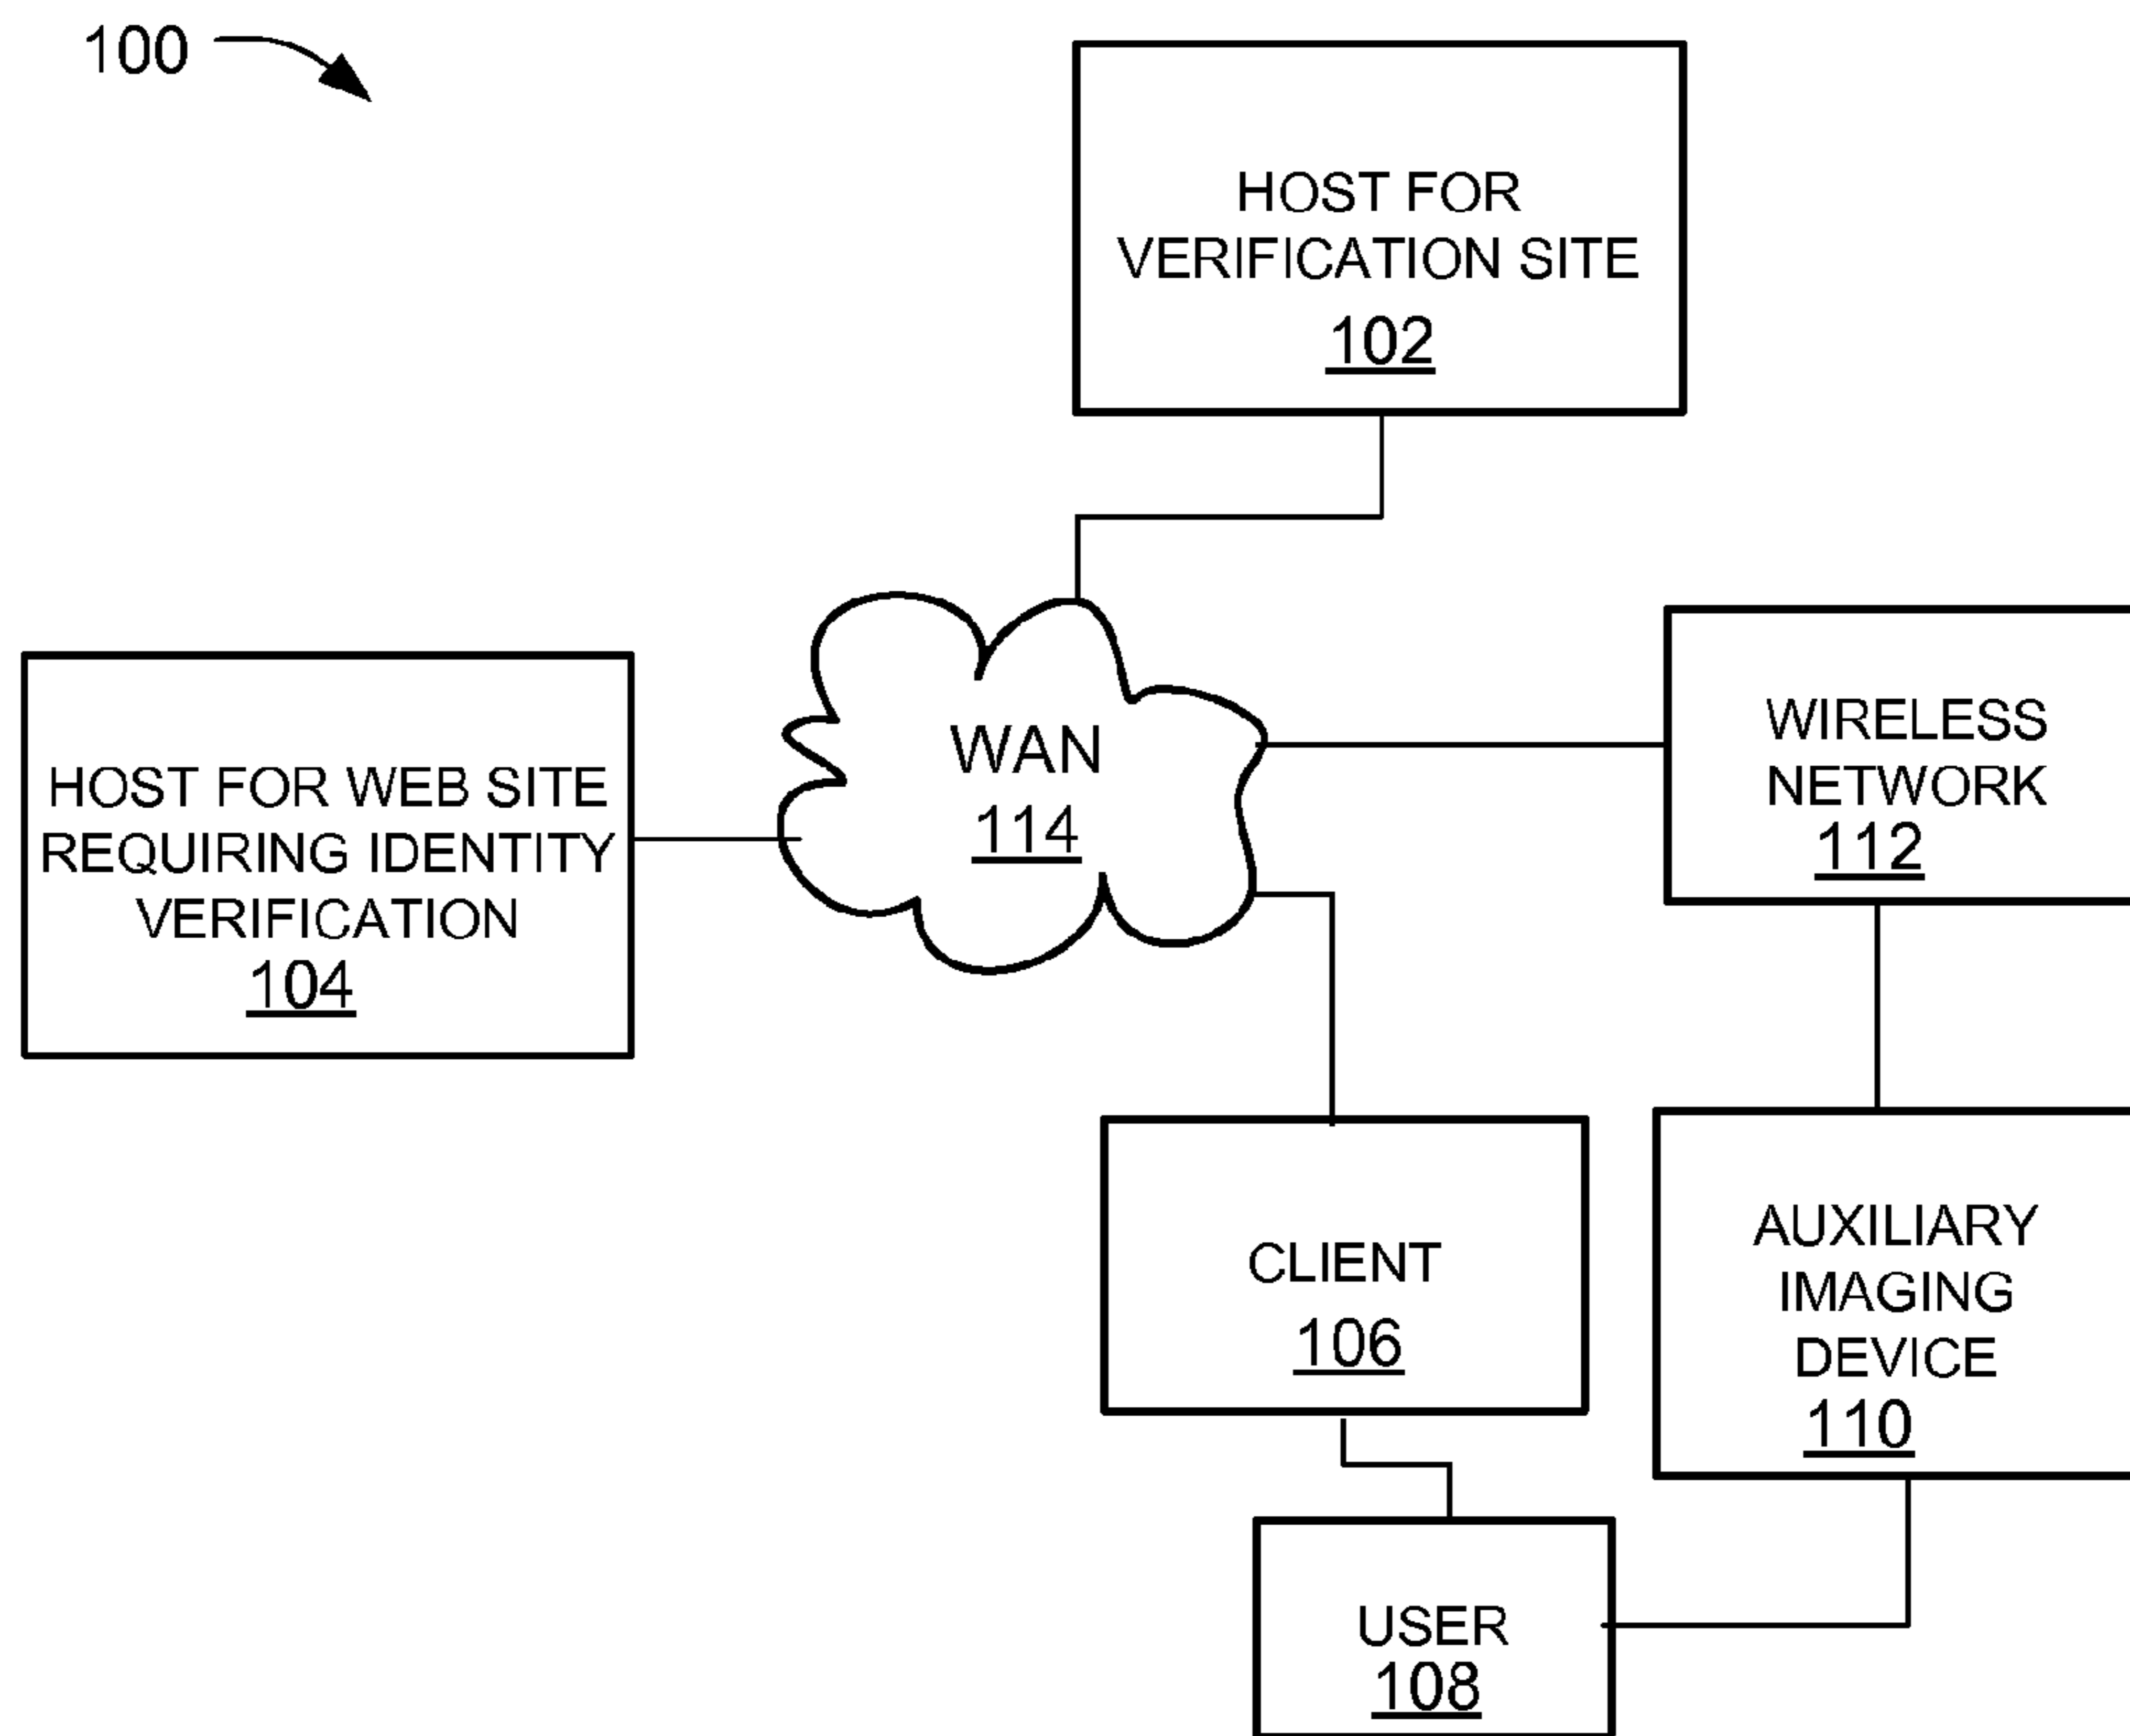 100
HOST FOR
VERIFICATION SITE
102
HOST FOR WEB SITE
REQUIRING IDENTITY
VERIFICATION
104
WAN
114
WIRELESS
NETWORK
112
CLIENT
106
AUXILIARY
IMAGING
DEVICE
110
USER
108